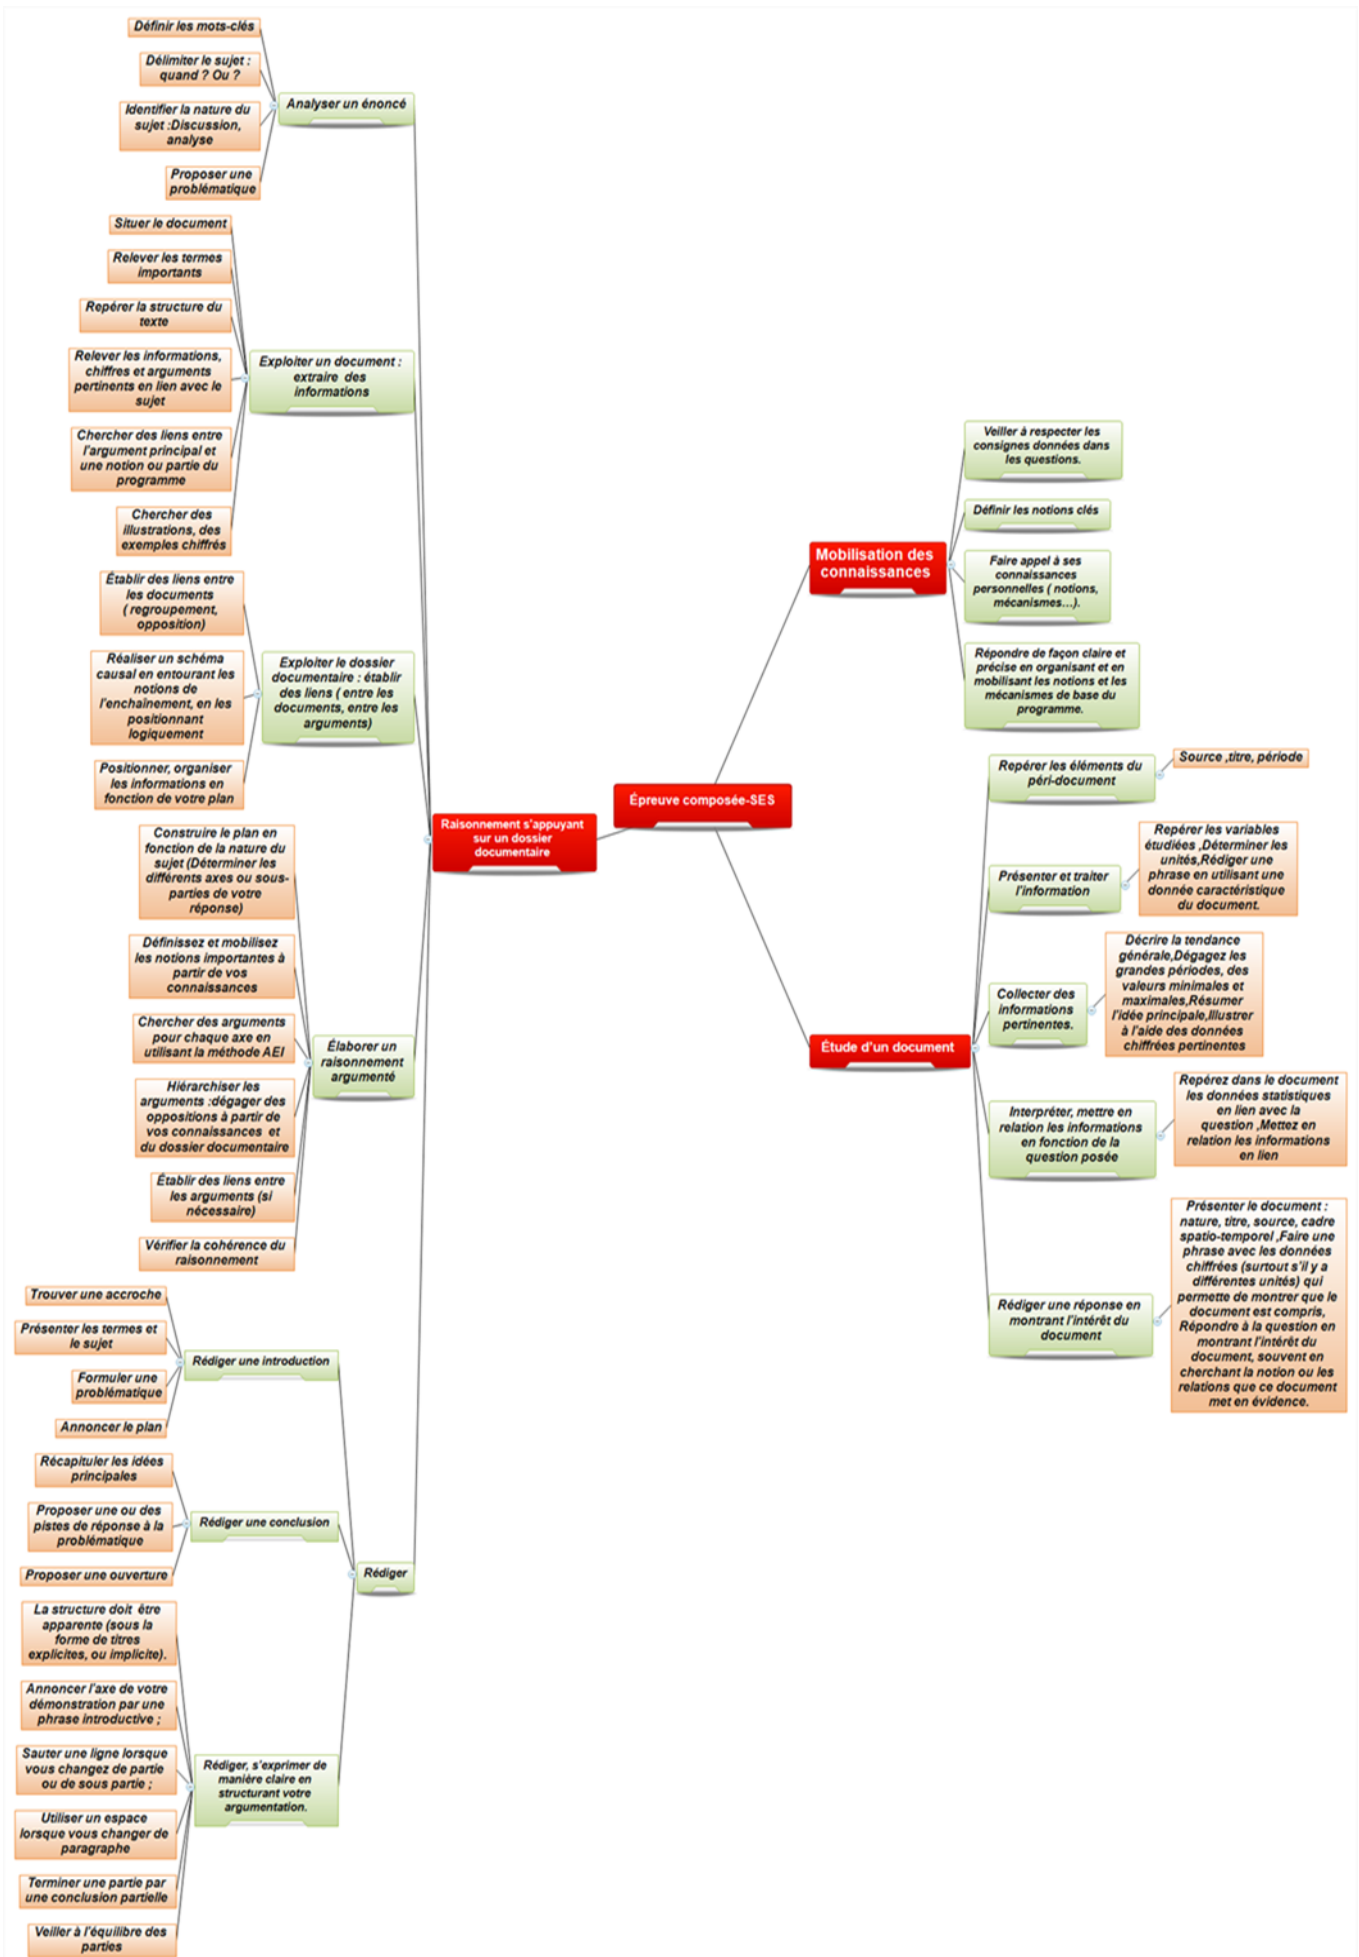 Définir les mots-clés
Délimiter le sujet :
quand ? Ou ?
Identifier la nature du
sujet :Discussion,
analyse
Proposer une
problématique
Analyser un énoncé
Situer le document
Relever les termes
importants
Repérer la structure du
texte
Relever les informations,
chiffres et arguments
pertinents en lien avec le
sujet
Chercher des liens entre
l'argument principal et
une notion ou partie du
programme
Chercher des
illustrations, des
exemples chiffrés
Exploiter un document :
extraire des
informations
Établir des liens entre
les documents
( regroupement,
opposition)
Réaliser un schéma
causal en entourant les
notions de
l'enchaînement, en les
positionnant
logiquement
Positionner, organiser
les informations en
fonction de votre plan
Exploiter le dossier
documentaire : établir
des liens ( entre les
documents, entre les
arguments)
Construire le plan en
fonction de la nature du
sujet (Déterminer les
différents axes ou sous-
parties de votre
réponse)
Définissez et mobilisez
les notions importantes à
partir de vos
connaissances
Chercher des arguments
pour chaque axe en
utilisant la méthode AEI
Hiérarchiser les
arguments :dégager des
oppositions à partir de
vos connaissances et
du dossier documentaire
Établir des liens entre
les arguments (si
nécessaire)
Vérifier la cohérence du
raisonnement
Élaborer un
raisonnement
argumenté
Trouver une accroche
Présenter les termes et
le sujet
Formuler une
problématique
Annoncer le plan
Rédiger une introduction
Récapituler les idées
principales
Proposer une ou des
pistes de réponse à la
problématique
Proposer une ouverture
Rédiger une conclusion
La structure doit être
apparente (sous la
forme de titres
explicites, ou implicite).
Annoncer l'axe de votre
démonstration par une
phrase introductive ;
Sauter une ligne lorsque
vous changez de partie
ou de sous partie ;
Utiliser un espace
lorsque vous changer de
paragraphe
Terminer une partie par
une conclusion partielle
Veiller à l'équilibre des
parties
Rédiger, s'exprimer de
manière claire en
structurant votre
argumentation.
Rédiger
Raisonnement s'appuyant
sur un dossier
documentaire
Épreuve composée-SES
Mobilisation des
connaissances
Veiller à respecter les
consignes données dans
les questions.
Définir les notions clés
Faire appel à ses
connaissances
personnelles ( notions,
mécanismes…).
Répondre de façon claire et
précise en organisant et en
mobilisant les notions et les
mécanismes de base du
programme.
Étude d'un document
Repérer les éléments du
péri-document
Source ,titre, période
Présenter et traiter
l'information
Repérer les variables
étudiées ,Déterminer les
unités,Rédiger une
phrase en utilisant une
donnée caractéristique
du document.
Collecter des
informations
pertinentes.
Décrire la tendance
générale,Dégagez les
grandes périodes, des
valeurs minimales et
maximales,Résumer
l'idée principale,Illustrer
à l'aide des données
chiffrées pertinentes
Interpréter, mettre en
relation les informations
en fonction de la
question posée
Repérez dans le document
les données statistiques
en lien avec la
question ,Mettez en
relation les informations
en lien
Rédiger une réponse en
montrant l'intérêt du
document
Présenter le document :
nature, titre, source, cadre
spatio-temporel ,Faire une
phrase avec les données
chiffrées (surtout s'il y a
différentes unités) qui
permette de montrer que le
document est compris,
Répondre à la question en
montrant l'intérêt du
document, souvent en
cherchant la notion ou les
relations que ce document
met en évidence.